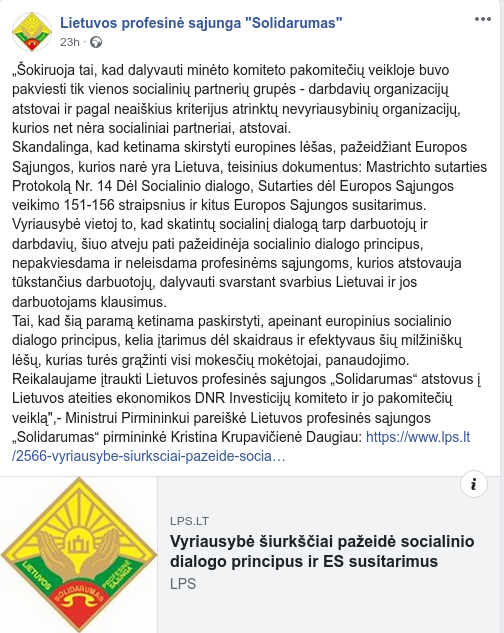 Lietuvos profesinė sąjunga "Solidarumas"
23h ·
„Šokiruoja tai, kad dalyvauti minėto komiteto pakomitečių veikloje buvo
pakviesti tik vienos socialinių partnerių grupės - darbdavių organizacijų
atstovai ir pagal neaiškius kriterijus atrinktų nevyriausybinių organizacijų,
kurios net nėra socialiniai partneriai, atstovai.
Skandalinga, kad ketinama skirstyti europines lėšas, pažeidžiant Europos
Sąjungos, kurios narė yra Lietuva, teisinius dokumentus: Mastrichto sutarties
Protokolą Nr. 14 Dėl Socialinio dialogo, Sutarties dėl Europos Sąjungos
veikimo 151-156 straipsnius ir kitus Europos Sąjungos susitarimus.
Vyriausybė vietoj to, kad skatintų socialinį dialogą tarp darbuotojų ir
darbdavių, šiuo atveju pati pažeidinėja socialinio dialogo principus,
nepakviesdama ir neleisdama profesinėms sąjungoms, kurios atstovauja
tūkstančius darbuotojų, dalyvauti svarstant svarbius Lietuvai ir jos
darbuotojams klausimus.
Tai, kad šią paramą ketinama paskirstyti, apeinant europinius socialinio
dialogo principus, kelia įtarimus dėl skaidraus ir efektyvaus šių milžiniškų
lėšų, kurias turės grąžinti visi mokesčių mokėtojai, panaudojimo.
Reikalaujame įtraukti Lietuvos profesinės sąjungos „Solidarumas“ atstovus į
Lietuvos ateities ekonomikos DNR Investicijų komiteto ir jo pakomitečių
veiklą",- Ministrui Pirmininkui pareiškė Lietuvos profesinės sąjungos
„Solidarumas“ pirmininkė Kristina Krupavičienė Daugiau: https://www.lps.lt
/2566-vyriausybe-siurksciai-pazeide-socia…
LIETUVOS
SOLIDARUMAS
PROFESINĖ
SĄJUNGA
LPS.LT
Vyriausybė šiurkščiai pažeidė socialinio
dialogo principus ir ES susitarimus
LPS